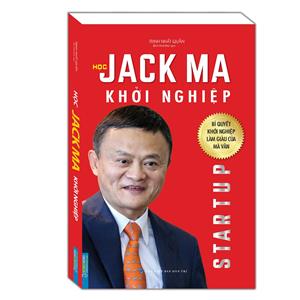 TRỊNH NHẤT QUÂN
HỌC
JACK MA
KHỞI NGHIỆP
BÍ QUYẾT
KHỞI NGHIỆP
LÀM GIÀU CỦA
MÃ VÂN
STARTUP
HỌC JACK MA KHỞI NGHIỆP